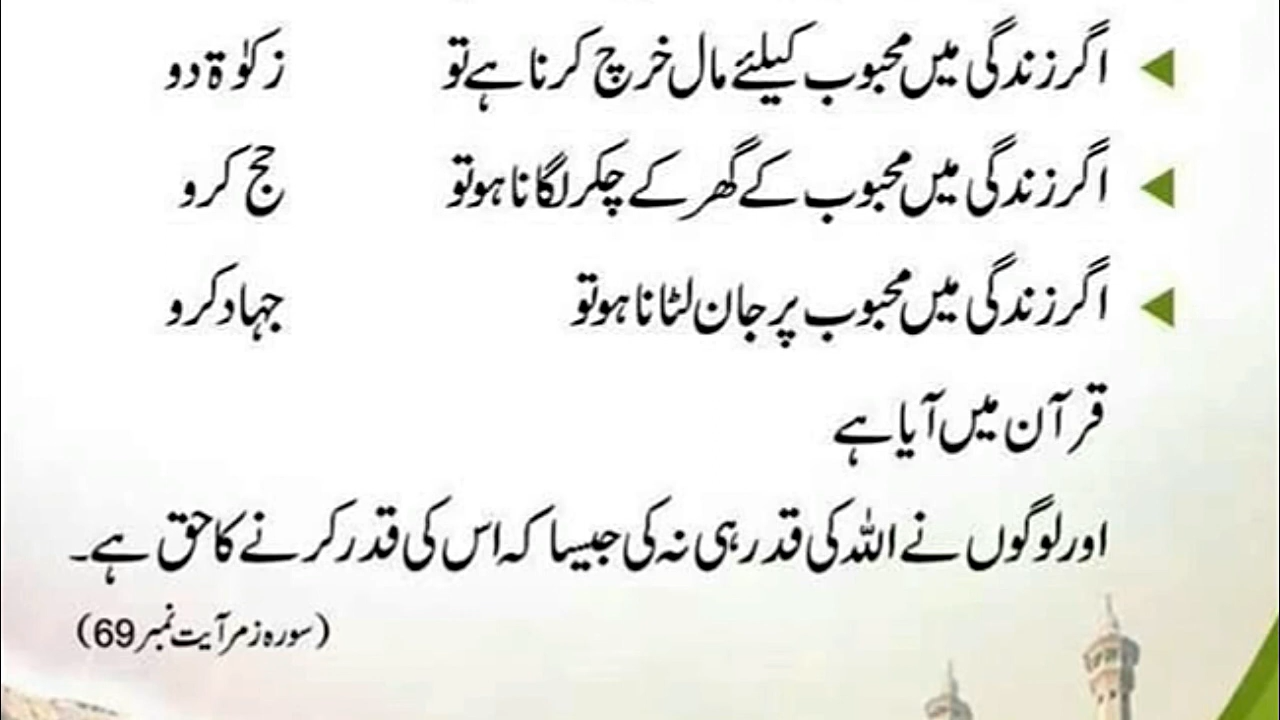 اگر زندگی میں محبوب کیلئے مال خرچ کرنا ہے تو زکوٰۃ دو
اگر زندگی میں محبوب کے گھر کے چکر لگانا ہو تو حج کرو
اگر زندگی میں محبوب پر جان لٹانا ہو تو جہاد کرو
قرآن میں آیا ہے
اور لوگوں نے اللہ کی قدر ہی نہ کی جیسا کہ اس کی قدر کرنے کا حق ہے۔
(سورہ زمر آیت نمبر 69)